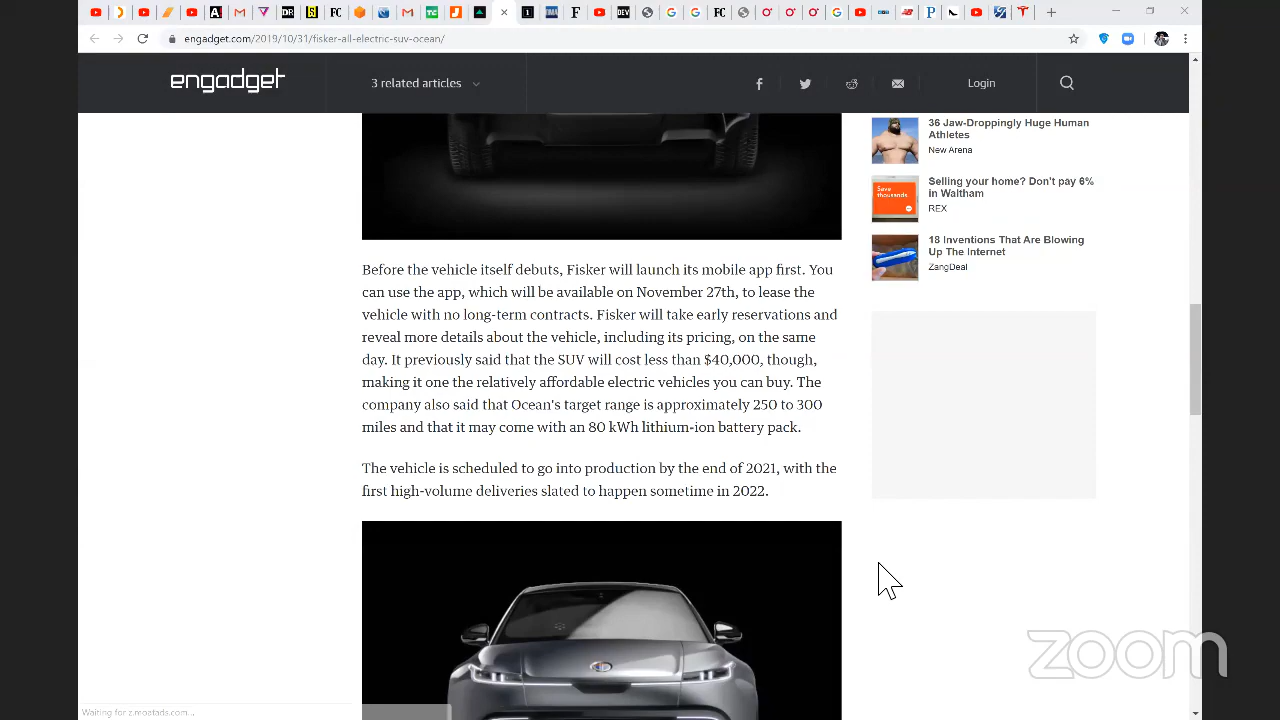 engadget.com/2019/10/31/fisker-all-electric-suv-ocean/
engadget
3 related articles
Login
36 Jaw-Droppingly Huge Human
Athletes
New Arena
Selling your home? Don't pay 6%
in Waltham
REX
18 Inventions That Are Blowing
Up The Internet
ZangDeal
Save
thousands
Before the vehicle itself debuts, Fisker will launch its mobile app first. You
can use the app, which will be available on November 27th, to lease the
vehicle with no long-term contracts. Fisker will take early reservations and
reveal more details about the vehicle, including its pricing, on the same
day. It previously said that the SUV will cost less than $40,000, though,
making it one the relatively affordable electric vehicles you can buy. The
company also said that Ocean's target range is approximately 250 to 300
miles and that it may come with an 80 kWh lithium-ion battery pack.
The vehicle is scheduled to go into production by the end of 2021, with the
first high-volume deliveries slated to happen sometime in 2022.
zoom
Waiting for z.moatads.com...